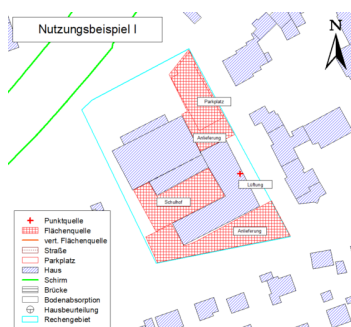 Nutzungsbeispiel I
N
Parkplatz
Anlieferung
Lüftung
Schulhof
Anlieferung
Punktquelle
Flächenquelle
vert. Flächenquelle
Straße
Parkplatz
Haus
Schirm
Brücke
Bodenabsorption
Hausbeurteilung
Rechengebiet